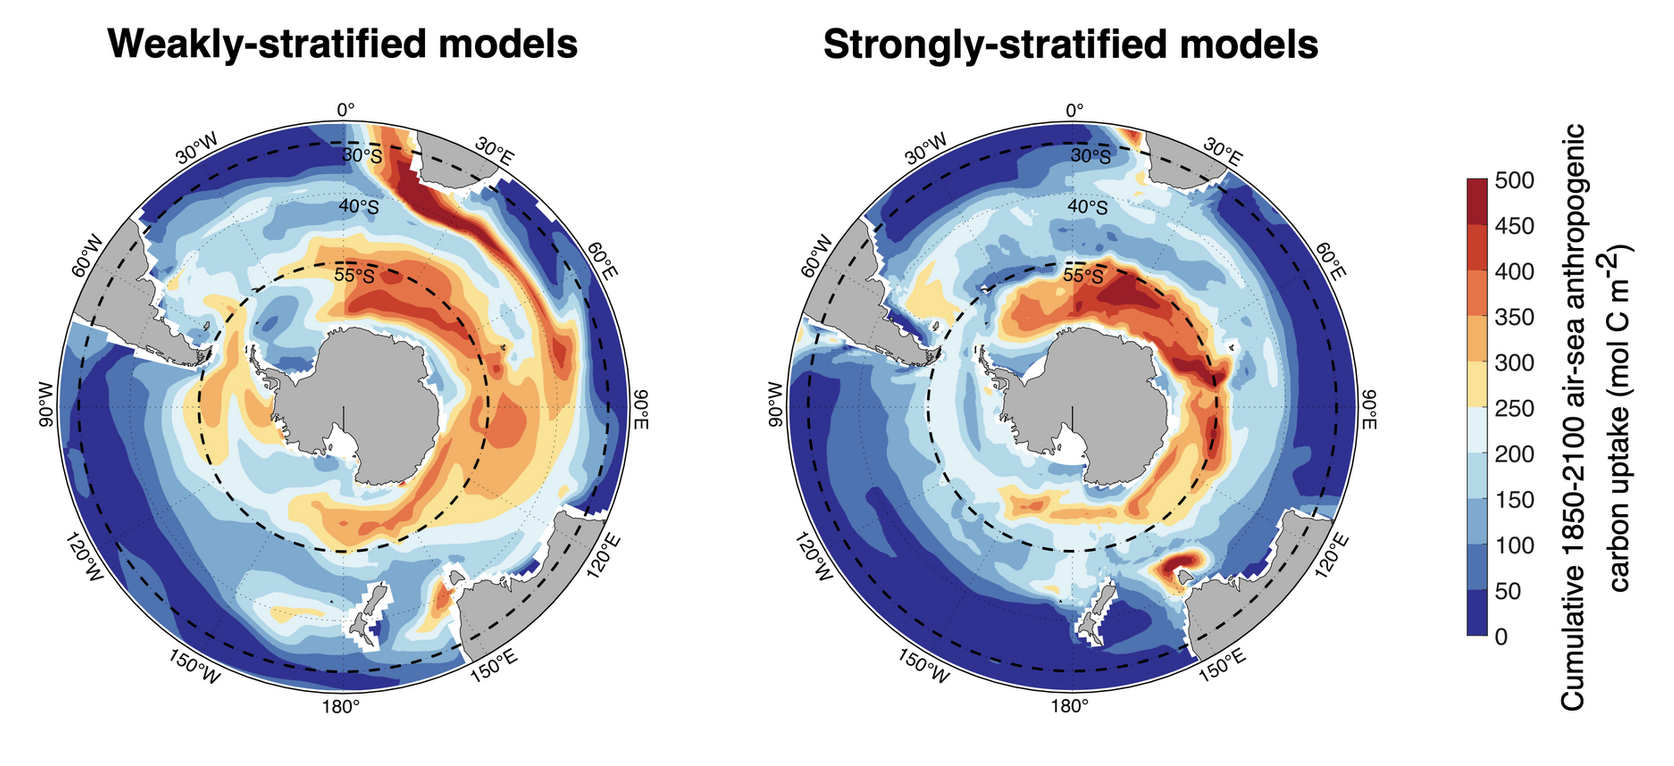 Weakly-stratified models
Strongly-stratified models
0°
30°W
30°E
30°S
40°S
60°W
60°E
55°S
90°W
90°E
120°W
120°E
150°W
150°E
180°
0°
30°W
30°E
30°S
40°S
60°W
60°E
55°S
90°W
90°E
120°W
120°E
150°W
150°E
180°
500
450
400
350
300
250
200
150
100
50
0
Cumulative 1850-2100 air-sea anthropogenic
carbon uptake (mol C m⁻²)